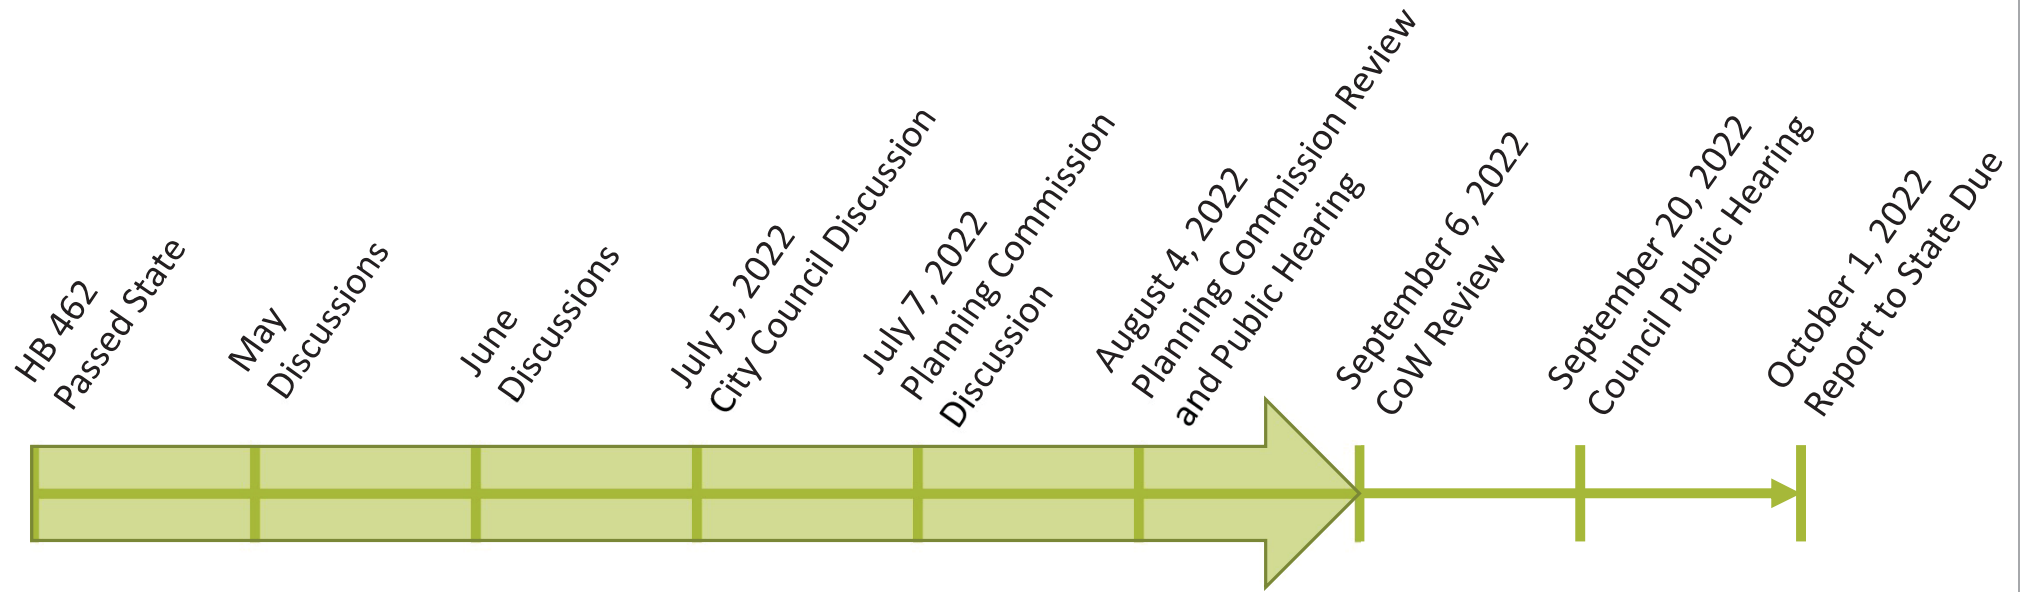 HB 462
Passed State
May
Discussions
June
Discussions
July 5, 2022
City Council Discussion
July 7, 2022
Planning Commission
Discussion
August 4, 2022
Planning Commission Review
and Public Hearing
September 6, 2022
CoW Review
September 20, 2022
Council Public Hearing
October 1, 2022
Report to State Due